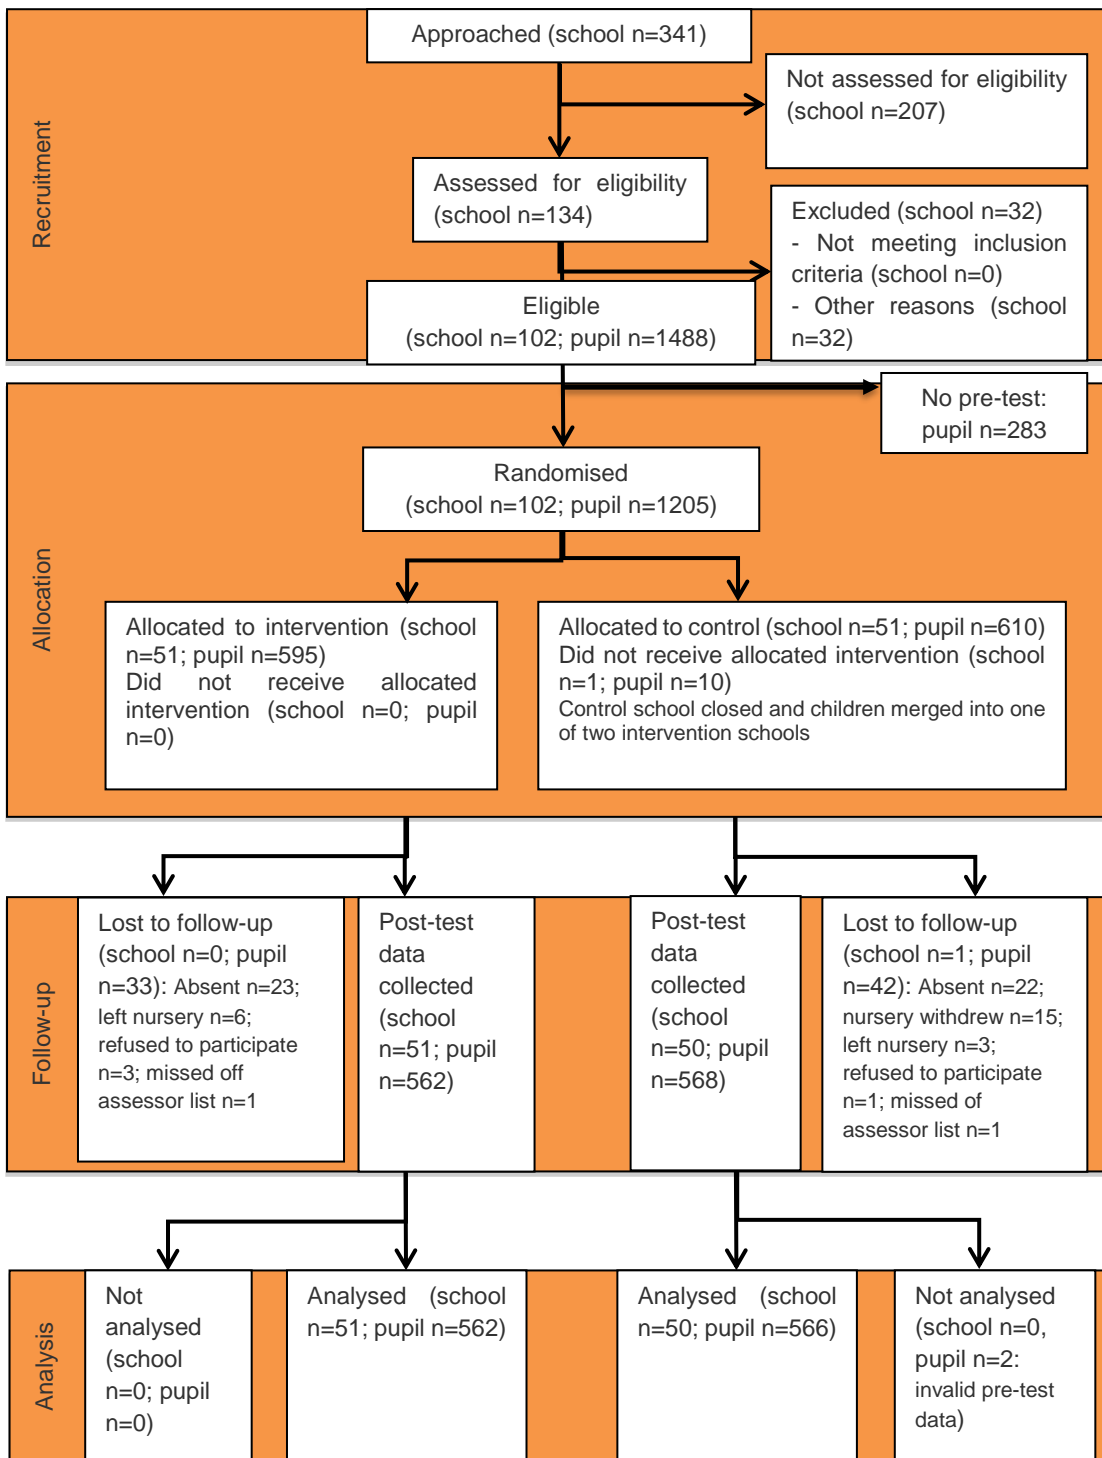 Recruitment
Approached (school n=341)
Not assessed for eligibility
(school n=207)
Assessed for eligibility
(school n=134)
Excluded (school n=32)
- Not meeting inclusion
criteria (school n=0)
- Other reasons (school
n=32)
Eligible
(school n=102; pupil n=1488)
Allocation
No pre-test:
pupil n=283
Randomised
(school n=102; pupil n=1205)
Allocated to intervention (school
n=51; pupil n=595)
Did not receive allocated
intervention (school n=0; pupil
n=0)
Allocated to control (school n=51; pupil n=610)
Did not receive allocated intervention (school
n=1; pupil n=10)
Control school closed and children merged into one
of two intervention schools
Follow-up
Lost to follow-up
(school n=0; pupil
n=33): Absent n=23;
left nursery n=6;
refused to participate
n=3; missed off
assessor list n=1
Post-test
data
collected
(school
n=51; pupil
n=562)
Post-test
data
collected
(school
n=50; pupil
n=568)
Lost to follow-up
(school n=1; pupil
n=42): Absent n=22;
nursery withdrew n=15;
left nursery n=3;
refused to participate
n=1; missed of
assessor list n=1
Analysis
Not
analysed
(school
n=0; pupil
n=0)
Analysed (school
n=51; pupil n=562)
Analysed (school
n=50; pupil n=566)
Not analysed
(school n=0,
pupil n=2:
invalid pre-test
data)